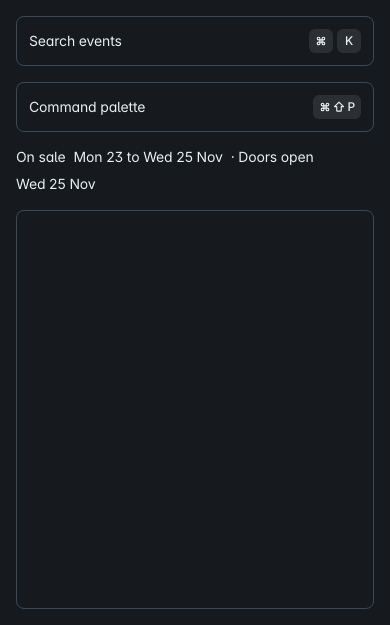 Search events ⌘ K
Command palette ⌘⇧P
On sale Mon 23 to Wed 25 Nov · Doors open
Wed 25 Nov